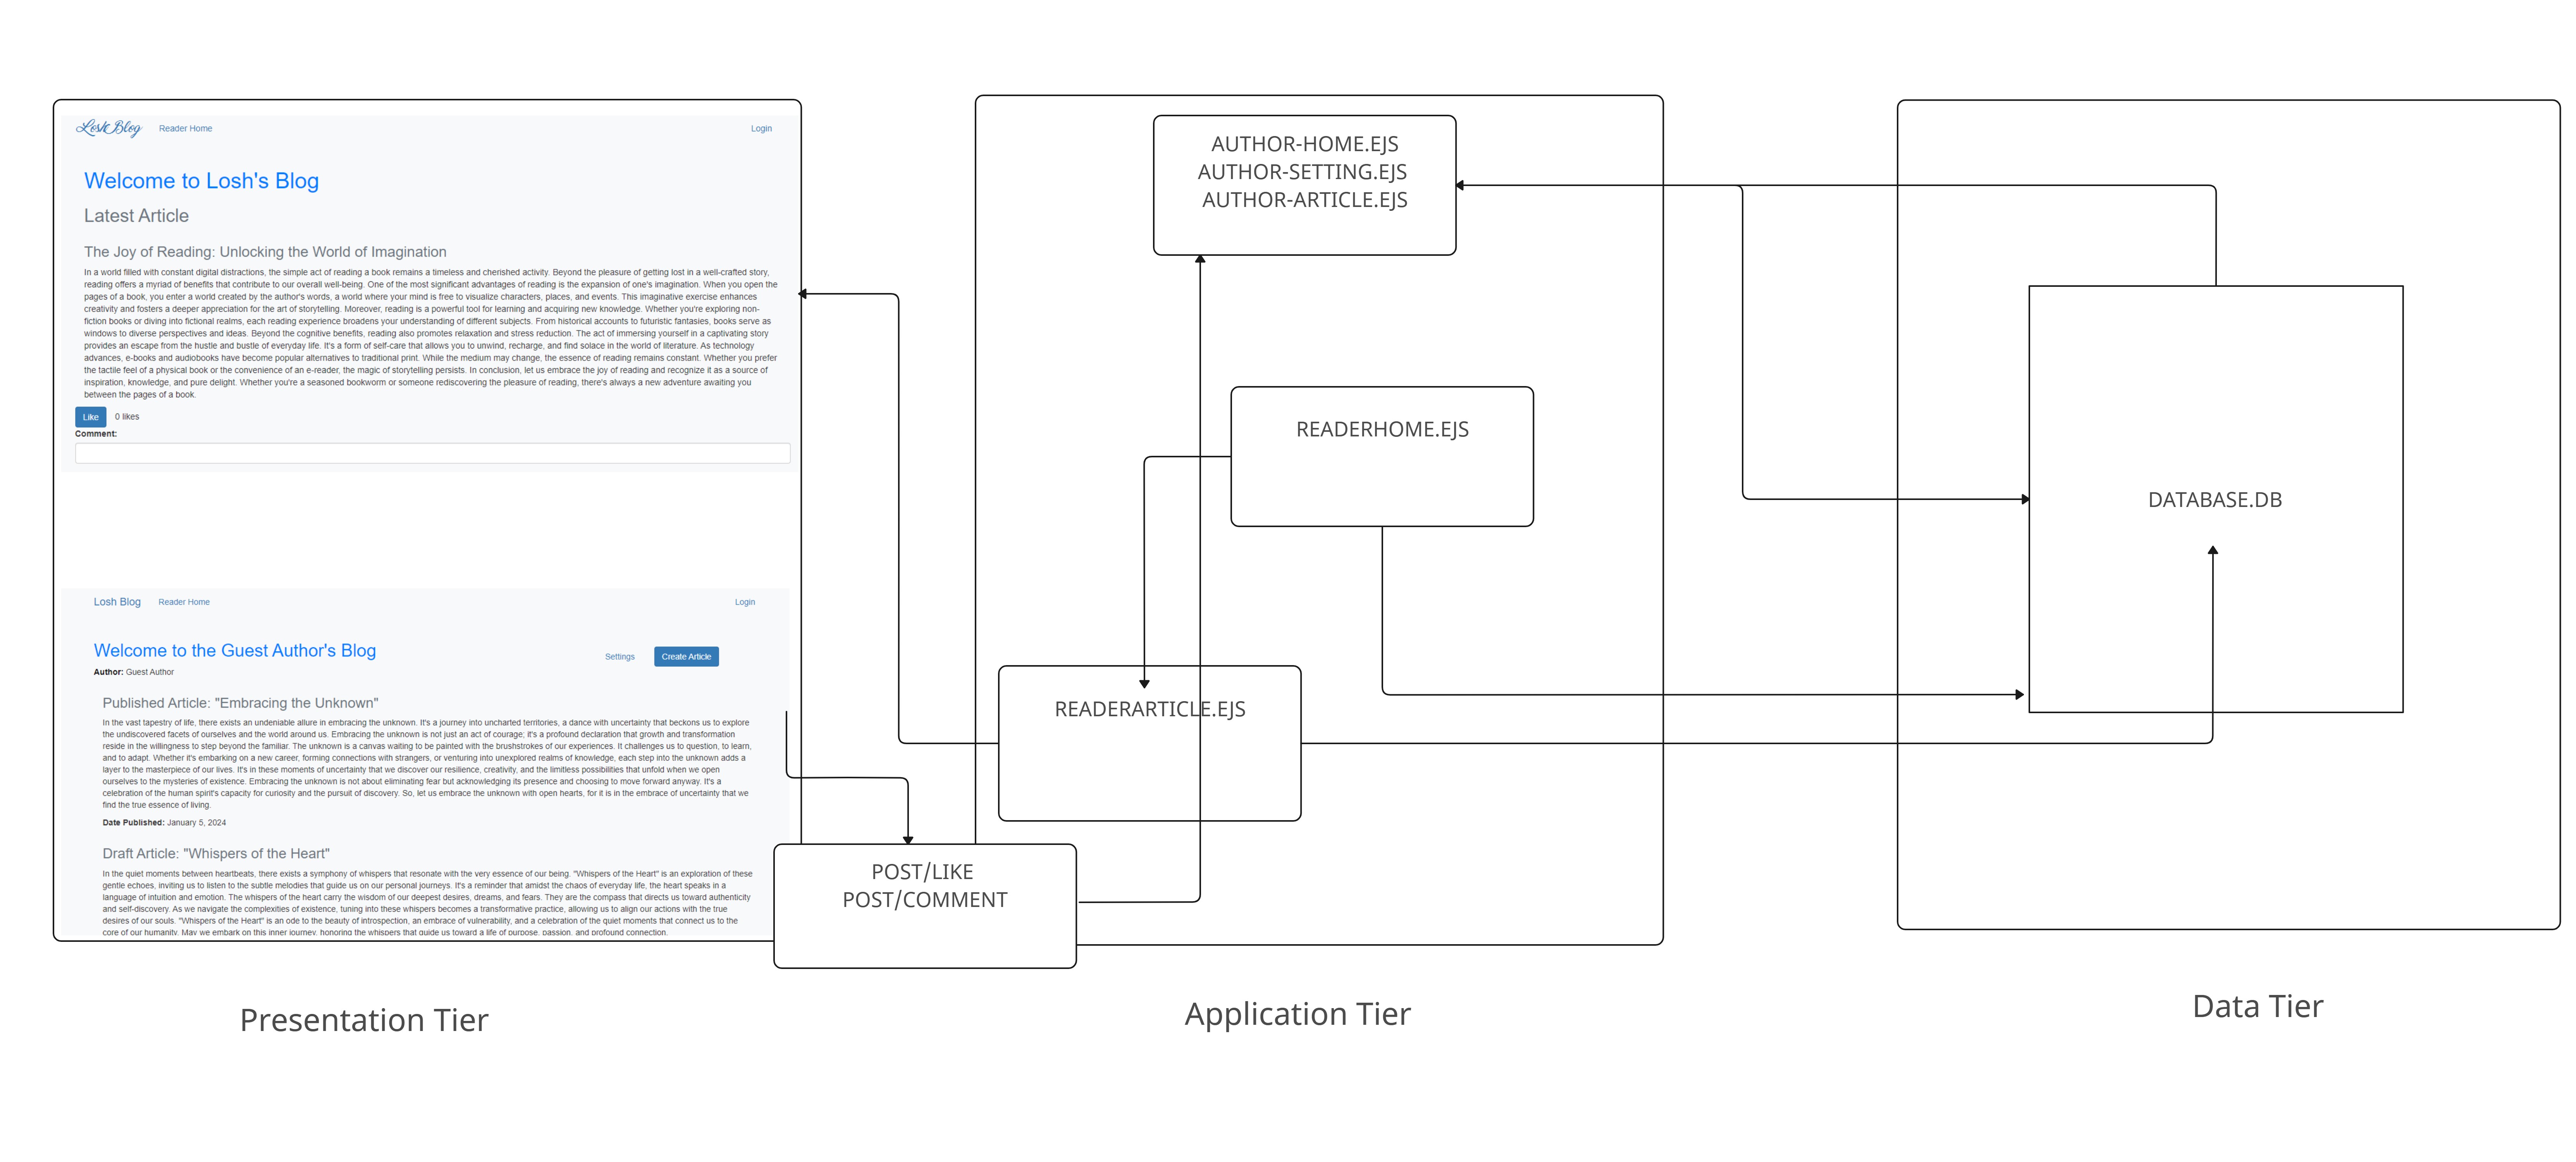 Losh Blog Reader Home Login
Welcome to Losh's Blog
Latest Article
The Joy of Reading: Unlocking the World of Imagination
In a world filled with constant digital distractions, the simple act of reading a book remains a timeless and cherished activity. Beyond the pleasure of getting lost in a well-crafted story,
reading offers a myriad of benefits that contribute to our overall well-being. One of the most significant advantages of reading is the expansion of one's imagination. When you open the
pages of a book, you enter a world created by the author's words, a world where your mind is free to visualize characters, places, and events. This imaginative exercise enhances
creativity and fosters a deeper appreciation for the art of storytelling. Moreover, reading is a powerful tool for learning and acquiring new knowledge. Whether you're exploring non-
fiction books or diving into fictional realms, each reading experience broadens your understanding of different subjects. From historical accounts to futuristic fantasies, books serve as
windows to diverse perspectives and ideas. Beyond the cognitive benefits, reading also promotes relaxation and stress reduction. The act of immersing yourself in a captivating story
provides an escape from the hustle and bustle of everyday life. It's a form of self-care that allows you to unwind, recharge, and find solace in the world of literature. As technology
advances, e-books and audiobooks have become popular alternatives to traditional print. While the medium may change, the essence of reading remains constant. Whether you prefer
the tactile feel of a physical book or the convenience of an e-reader, the magic of storytelling persists. In conclusion, let us embrace the joy of reading and recognize it as a source of
inspiration, knowledge, and pure delight. Whether you're a seasoned bookworm or someone rediscovering the pleasure of reading, there's always a new adventure awaiting you
between the pages of a book.
Like 0 likes
Comment:
Losh Blog Reader Home Login
Welcome to the Guest Author's Blog Settings Create Article
Author: Guest Author
Published Article: "Embracing the Unknown"
In the vast tapestry of life, there exists an undeniable allure in embracing the unknown. It's a journey into uncharted territories, a dance with uncertainty that beckons us to explore
the undiscovered facets of ourselves and the world around us. Embracing the unknown is not just an act of courage; it's a profound declaration that growth and transformation
reside in the willingness to step beyond the familiar. The unknown is a canvas waiting to be painted with the brushstrokes of our experiences. It challenges us to question, to learn,
and to adapt. Whether it's embarking on a new career, forming connections with strangers, or venturing into unexplored realms of knowledge, each step into the unknown adds a
layer to the masterpiece of our lives. It's in these moments of uncertainty that we discover our resilience, creativity, and the limitless possibilities that unfold when we open
ourselves to the mysteries of existence. Embracing the unknown is not about eliminating fear but acknowledging its presence and choosing to move forward anyway. It's a
celebration of the human spirit's capacity for curiosity and the pursuit of discovery. So, let us embrace the unknown with open hearts, for it is in the embrace of uncertainty that we
find the true essence of living.
Date Published: January 5, 2024
Draft Article: "Whispers of the Heart"
In the quiet moments between heartbeats, there exists a symphony of whispers that resonate with the very essence of our being. "Whispers of the Heart" is an exploration of these
gentle echoes, inviting us to listen to the subtle melodies that guide us on our personal journeys. It's a reminder that amidst the chaos of everyday life, the heart speaks in a
language of intuition and emotion. The whispers of the heart carry the wisdom of our deepest desires, dreams, and fears. They are the compass that directs us toward authenticity
and self-discovery. As we navigate the complexities of existence, tuning into these whispers becomes a transformative practice, allowing us to align our actions with the true
desires of our souls. "Whispers of the Heart" is an ode to the beauty of introspection, an embrace of vulnerability, and a celebration of the quiet moments that connect us to the
core of our humanity. May we embark on this inner journey, honoring the whispers that guide us toward a life of purpose, passion, and profound connection.
Presentation Tier
AUTHOR-HOME.EJS
AUTHOR-SETTING.EJS
AUTHOR-ARTICLE.EJS
READERHOME.EJS
READERARTICLE.EJS
POST/LIKE
POST/COMMENT
Application Tier
DATABASE.DB
Data Tier